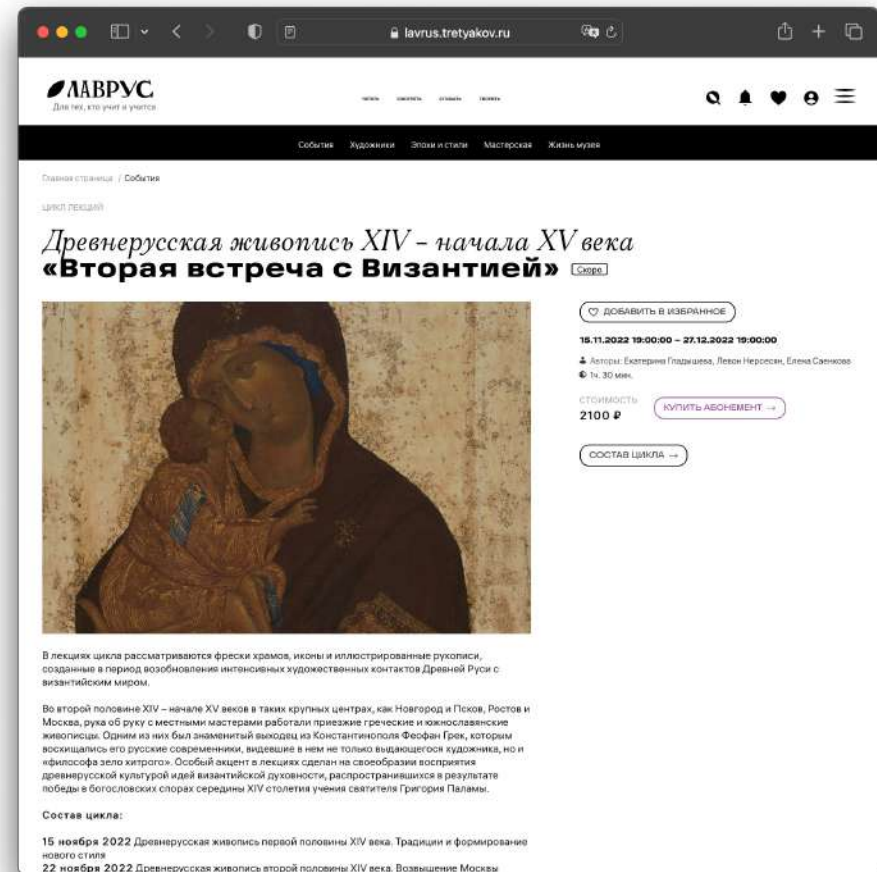 lavrus.tretyakov.ru
ЛАВРУС
Для тех, кто учит и учится
События Художники Эпохи и стили Мастерская Жизнь музея
Главная страница / События
ЦИКЛ ЛЕКЦИЙ
Древнерусская живопись XIV – начала XV века
«Вторая встреча с Византией» Скоро
ДОБАВИТЬ В ИЗБРАННОЕ
15.11.2022 19:00:00 – 27.12.2022 19:00:00
Авторы: Екатерина Гладышева, Левон Нерсесян, Елена Саенкова
1ч. 30 мин.
СТОИМОСТЬ
2100 ₽
КУПИТЬ АБОНЕМЕНТ →
СОСТАВ ЦИКЛА →
В лекциях цикла рассматриваются фрески храмов, иконы и иллюстрированные рукописи,
созданные в период возобновления интенсивных художественных контактов Древней Руси с
византийским миром.
Во второй половине XIV – начале XV веков в таких крупных центрах, как Новгород и Псков, Ростов и
Москва, рука об руку с местными мастерами работали приезжие греческие и южнославянские
живописцы. Одним из них был знаменитый выходец из Константинополя Феофан Грек, которым
восхищались его русские современники, видевшие в нем не только выдающегося художника, но и
«философа зело хитрого». Особый акцент в лекциях сделан на своеобразии восприятия
древнерусской культурой идей византийской духовности, распространившихся в результате
победы в богословских спорах середины XIV столетия учения святителя Григория Паламы.
Состав цикла:
15 ноября 2022 Древнерусская живопись первой половины XIV века. Традиции и формирование
нового стиля
22 ноября 2022 Древнерусская живопись второй половины XIV века. Возвышение Москвы